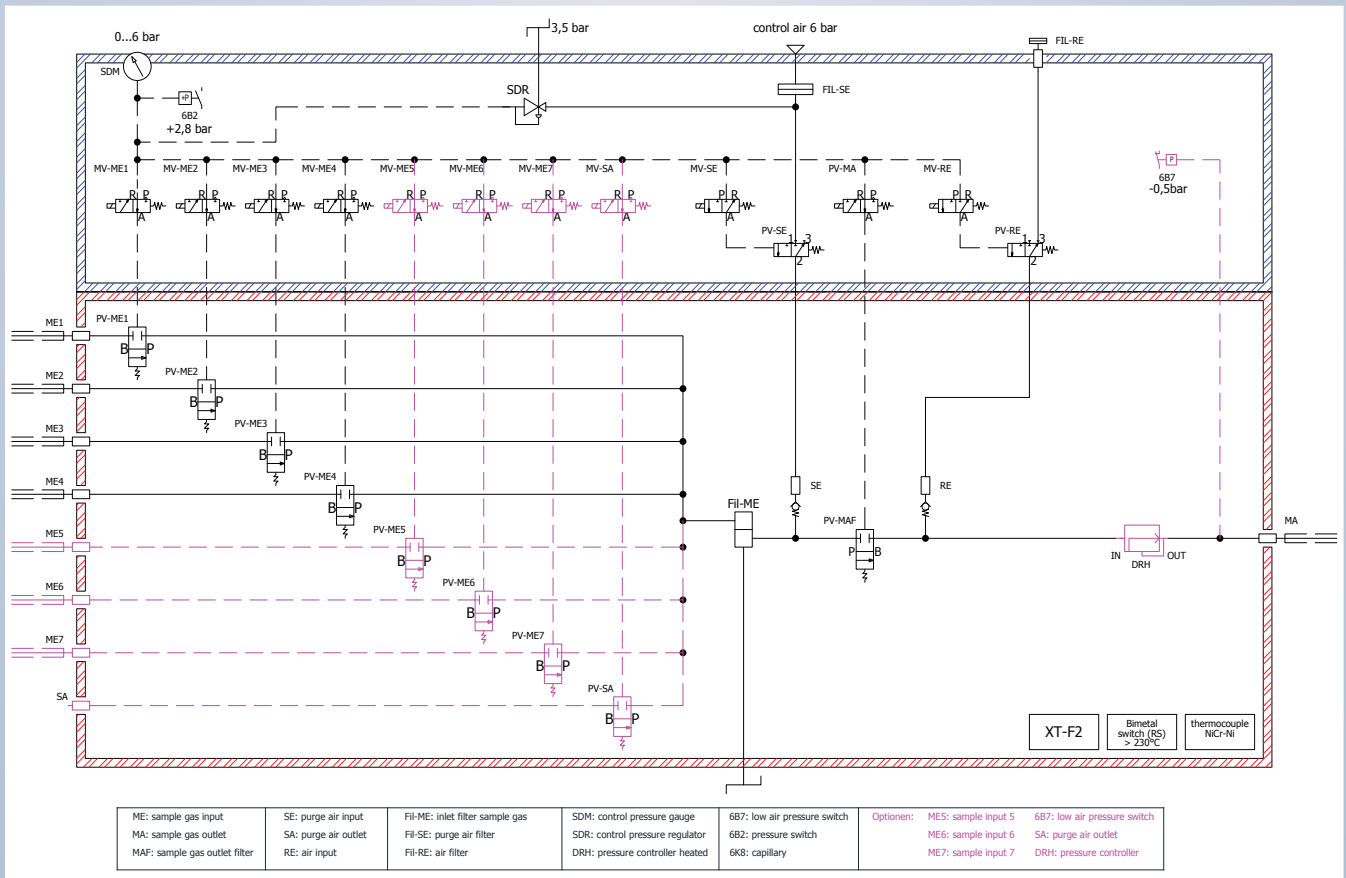 0...6 bar
3,5 bar
control air 6 bar
FIL-RE
SDM
SDR
FIL-SE
+P
6B2
+2,8 bar
MV-ME1
MV-ME2
MV-ME3
MV-ME4
MV-ME5
MV-ME6
MV-ME7
MV-SA
MV-SE
PV-MA
MV-RE
P
6B7
-0,5bar
R P
R P
R P
R P
R P
R P
R P
R P
P R
R P
P R
A
A
A
A
A
A
A
A
A
A
A
PV-SE
1 3
2
PV-RE
1 3
2
ME1
PV-ME1
B P
ME2
PV-ME2
B P
ME3
PV-ME3
B P
ME4
PV-ME4
B P
ME5
PV-ME5
B P
ME6
PV-ME6
B P
ME7
PV-ME7
B P
SA
PV-SA
B P
Fil-ME
SE
PV-MAF
P B
RE
IN
OUT
DRH
MA
XT-F2
Bimetal
switch (RS)
> 230°C
thermocouple
NiCr-Ni
ME: sample gas input
MA: sample gas outlet
MAF: sample gas outlet filter
SE: purge air input
SA: purge air outlet
RE: air input
Fil-ME: inlet filter sample gas
Fil-SE: purge air filter
Fil-RE: air filter
SDM: control pressure gauge
SDR: control pressure regulator
DRH: pressure controller heated
6B7: low air pressure switch
6B2: pressure switch
6K8: capillary
Optionen:
ME5: sample input 5
ME6: sample input 6
ME7: sample input 7
6B7: low air pressure switch
SA: purge air outlet
DRH: pressure controller